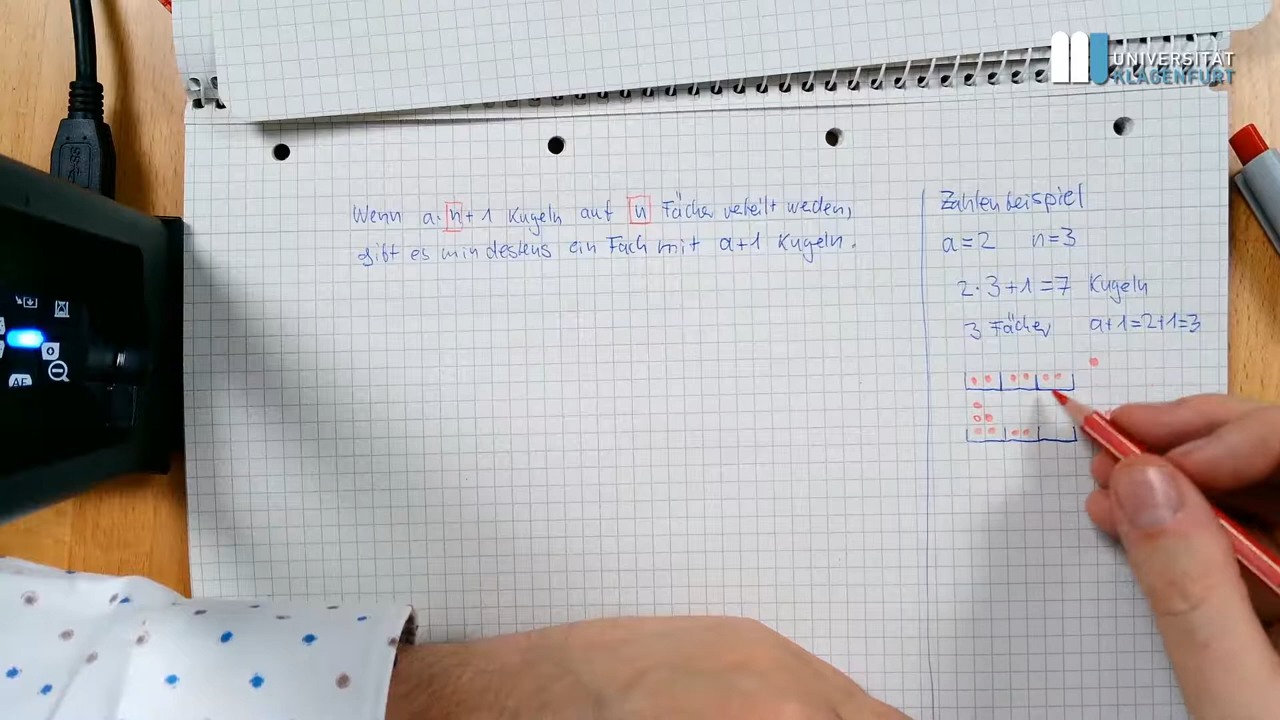 UNIVERSITÄT
KLAGENFURT
Wenn a·n+1 Kugeln auf n Fächer verteilt werden,
gibt es mindestens ein Fach mit a+1 Kugeln.
Zahlenbeispiel
a=2 n=3
2·3+1=7 Kugeln
3 Fächer a+1=2+1=3
AF